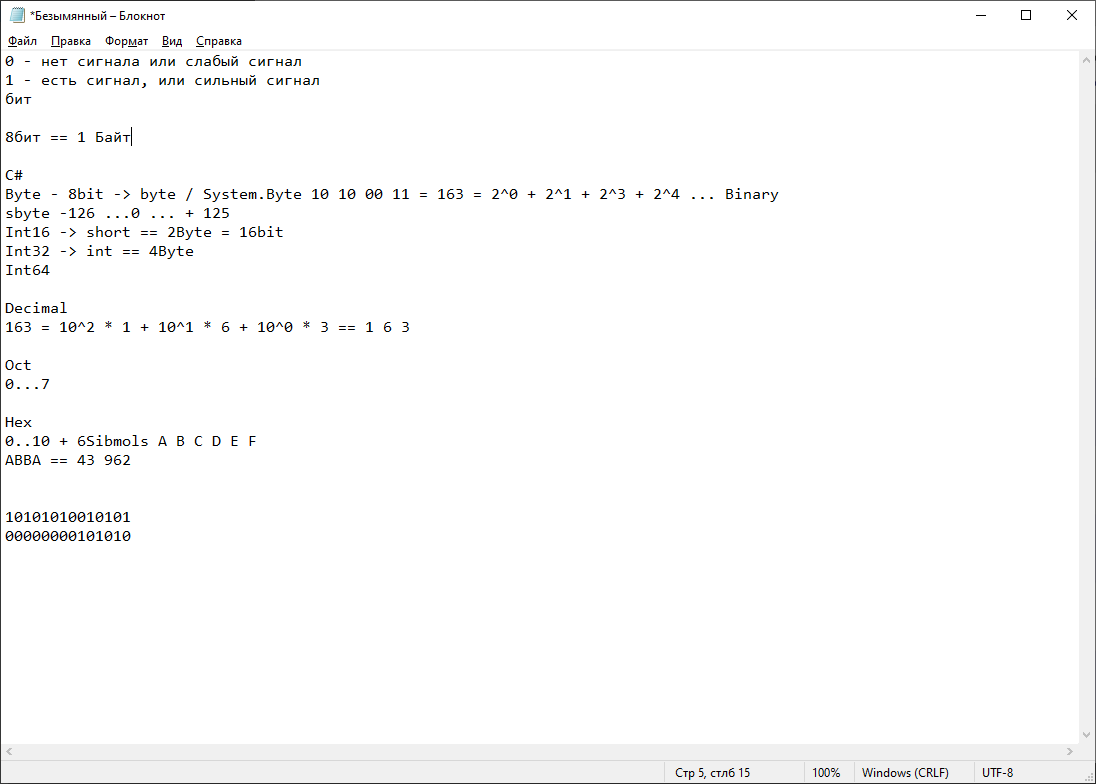 *Безымянный – Блокнот
Файл Правка Формат Вид Справка
0 - нет сигнала или слабый сигнал
1 - есть сигнал, или сильный сигнал
бит
8бит == 1 Байт
C#
Byte - 8bit -> byte / System.Byte 10 10 00 11 = 163 = 2^0 + 2^1 + 2^3 + 2^4 ... Binary
sbyte -126 ...0 ... + 125
Int16 -> short == 2Byte = 16bit
Int32 -> int == 4Byte
Int64
Decimal
163 = 10^2 * 1 + 10^1 * 6 + 10^0 * 3 == 1 6 3
Oct
0...7
Hex
0..10 + 6Sibmols A B C D E F
ABBA == 43 962
10101010010101
00000000101010
Стр 5, стлб 15 100% Windows (CRLF) UTF-8